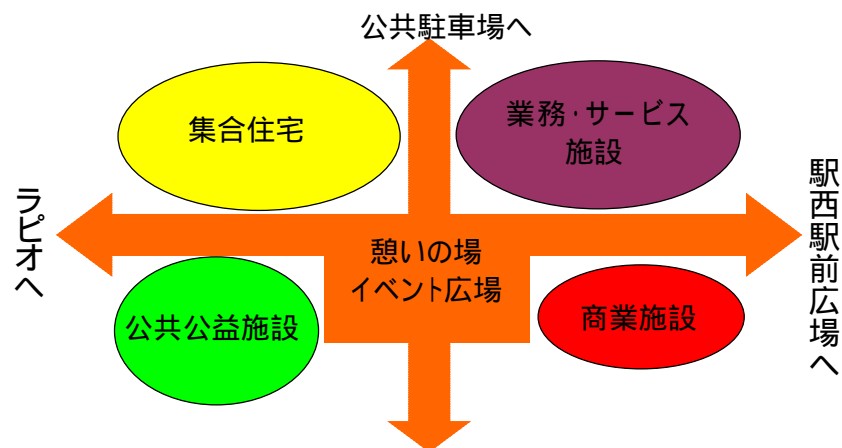 公共駐車場へ
集合住宅
業務・サービス
施設
ラピオへ
憩いの場
イベント広場
駅西駅前広場へ
公共公益施設
商業施設